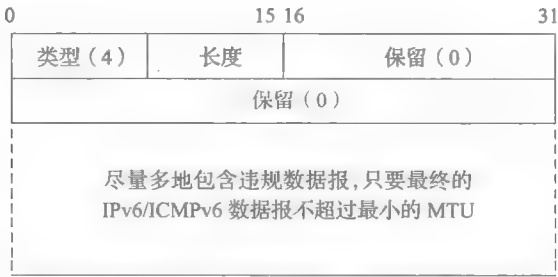 0 15 16 31
类型（4） 长度 保留（0）
保留（0）
尽量多地包含违规数据报，只要最终的
IPv6/ICMPv6 数据报不超过最小的 MTU